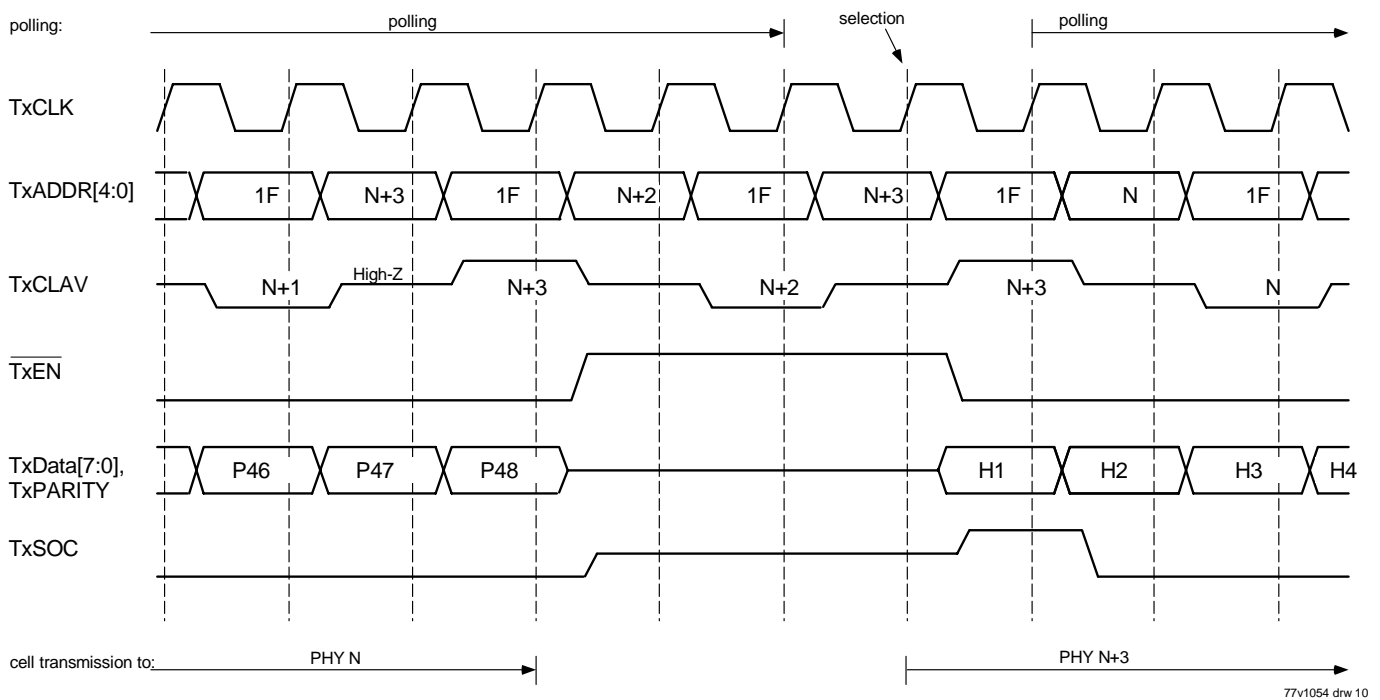 polling: polling selection polling
TxCLK
TxADDR[4:0] 1F N+3 1F N+2 1F N+3 1F N 1F
TxCLAV N+1 High-Z N+3 N+2 N+3 N
TxEN
TxData[7:0], TxPARITY P46 P47 P48 H1 H2 H3 H4
TxSOC
cell transmission to: PHY N PHY N+3
77v1054 drw 10